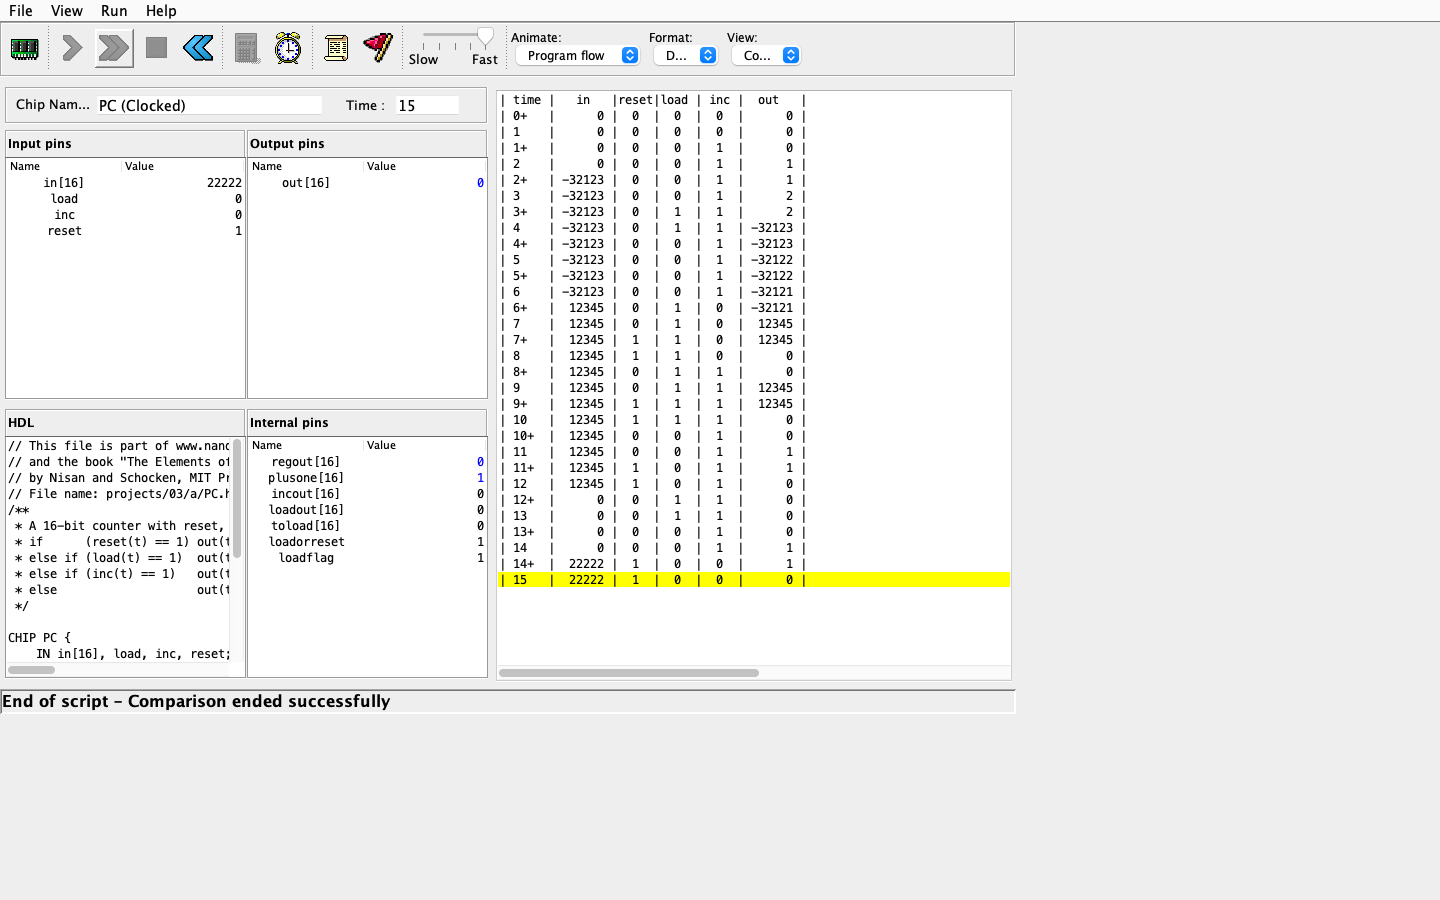 File View Run Help
Slow Fast
Animate:
Program flow
Format:
D...
View:
Co...
Chip Nam... PC (Clocked) Time : 15
Input pins
Name Value
in[16] 22222
load 0
inc 0
reset 1
Output pins
Name Value
out[16] 0
HDL
// This file is part of www.nand
// and the book "The Elements of
// by Nisan and Schocken, MIT Pr
// File name: projects/03/a/PC.h
/**
* A 16-bit counter with reset,
* if (reset(t) == 1) out(t
* else if (load(t) == 1) out(t
* else if (inc(t) == 1) out(t
* else out(t
*/
CHIP PC {
IN in[16], load, inc, reset;
Internal pins
Name Value
regout[16] 0
plusone[16] 1
incout[16] 0
loadout[16] 0
toload[16] 0
loadorreset 1
loadflag 1
| time | in |reset|load | inc | out |
| 0+ | 0 | 0 | 0 | 0 | 0 |
| 1 | 0 | 0 | 0 | 0 | 0 |
| 1+ | 0 | 0 | 0 | 1 | 0 |
| 2 | 0 | 0 | 0 | 1 | 1 |
| 2+ | -32123 | 0 | 0 | 1 | 1 |
| 3 | -32123 | 0 | 0 | 1 | 2 |
| 3+ | -32123 | 0 | 1 | 1 | 2 |
| 4 | -32123 | 0 | 1 | 1 | -32123 |
| 4+ | -32123 | 0 | 0 | 1 | -32123 |
| 5 | -32123 | 0 | 0 | 1 | -32122 |
| 5+ | -32123 | 0 | 0 | 1 | -32122 |
| 6 | -32123 | 0 | 0 | 1 | -32121 |
| 6+ | 12345 | 0 | 1 | 0 | -32121 |
| 7 | 12345 | 0 | 1 | 0 | 12345 |
| 7+ | 12345 | 1 | 1 | 0 | 12345 |
| 8 | 12345 | 1 | 1 | 0 | 0 |
| 8+ | 12345 | 0 | 1 | 1 | 0 |
| 9 | 12345 | 0 | 1 | 1 | 12345 |
| 9+ | 12345 | 1 | 1 | 1 | 12345 |
| 10 | 12345 | 1 | 1 | 1 | 0 |
| 10+ | 12345 | 0 | 0 | 1 | 0 |
| 11 | 12345 | 0 | 0 | 1 | 1 |
| 11+ | 12345 | 1 | 0 | 1 | 1 |
| 12 | 12345 | 1 | 0 | 1 | 0 |
| 12+ | 0 | 0 | 1 | 1 | 0 |
| 13 | 0 | 0 | 1 | 1 | 0 |
| 13+ | 0 | 0 | 0 | 1 | 0 |
| 14 | 0 | 0 | 0 | 1 | 1 |
| 14+ | 22222 | 1 | 0 | 0 | 1 |
| 15 | 22222 | 1 | 0 | 0 | 0 |
End of script - Comparison ended successfully